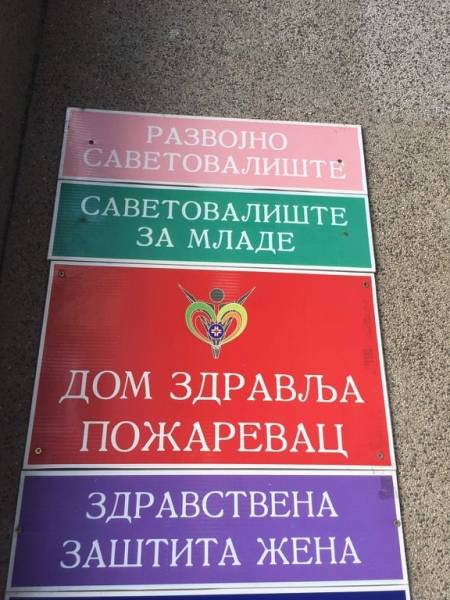 РАЗВОЈНО
САВЕТОВАЛИШТЕ
САВЕТОВАЛИШТЕ
ЗА МЛАДЕ
ДОМ ЗДРАВЉА
ПОЖАРЕВАЦ
ЗДРАВСТВЕНА
ЗАШТИТА ЖЕНА